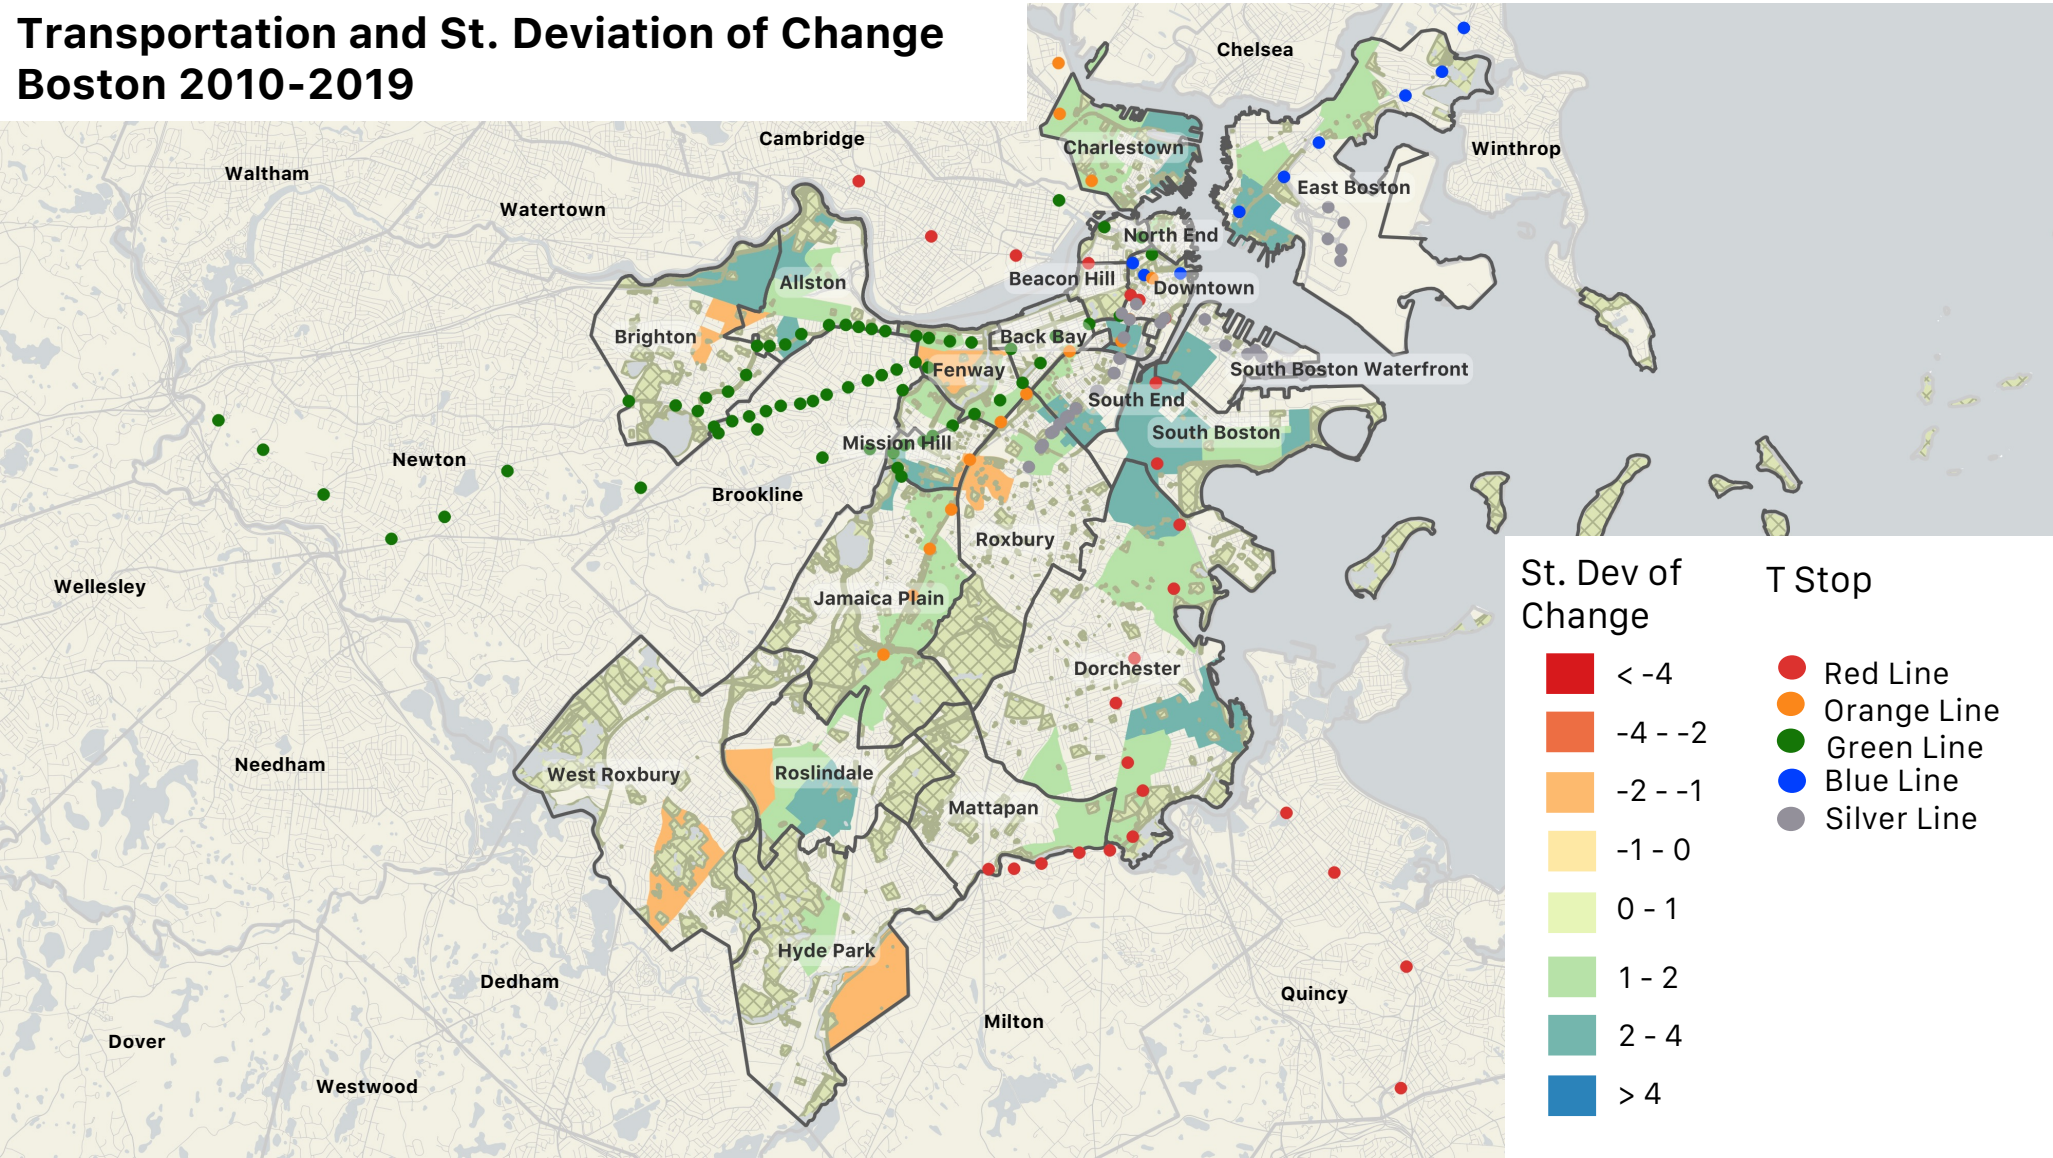 Transportation and St. Deviation of Change
Boston 2010-2019
Chelsea
Cambridge
Charlestown
Winthrop
Waltham
East Boston
Watertown
North End
Beacon Hill
Allston
Downtown
Brighton
Back Bay
Fenway
South Boston Waterfront
South End
South Boston
Mission Hill
Newton
Brookline
Roxbury
Wellesley
Jamaica Plain
Dorchester
Needham
West Roxbury
Roslindale
Mattapan
Hyde Park
Dedham
Quincy
Milton
Dover
Westwood
St. Dev of
Change
< -4
-4 - -2
-2 - -1
-1 - 0
0 - 1
1 - 2
2 - 4
> 4
T Stop
Red Line
Orange Line
Green Line
Blue Line
Silver Line